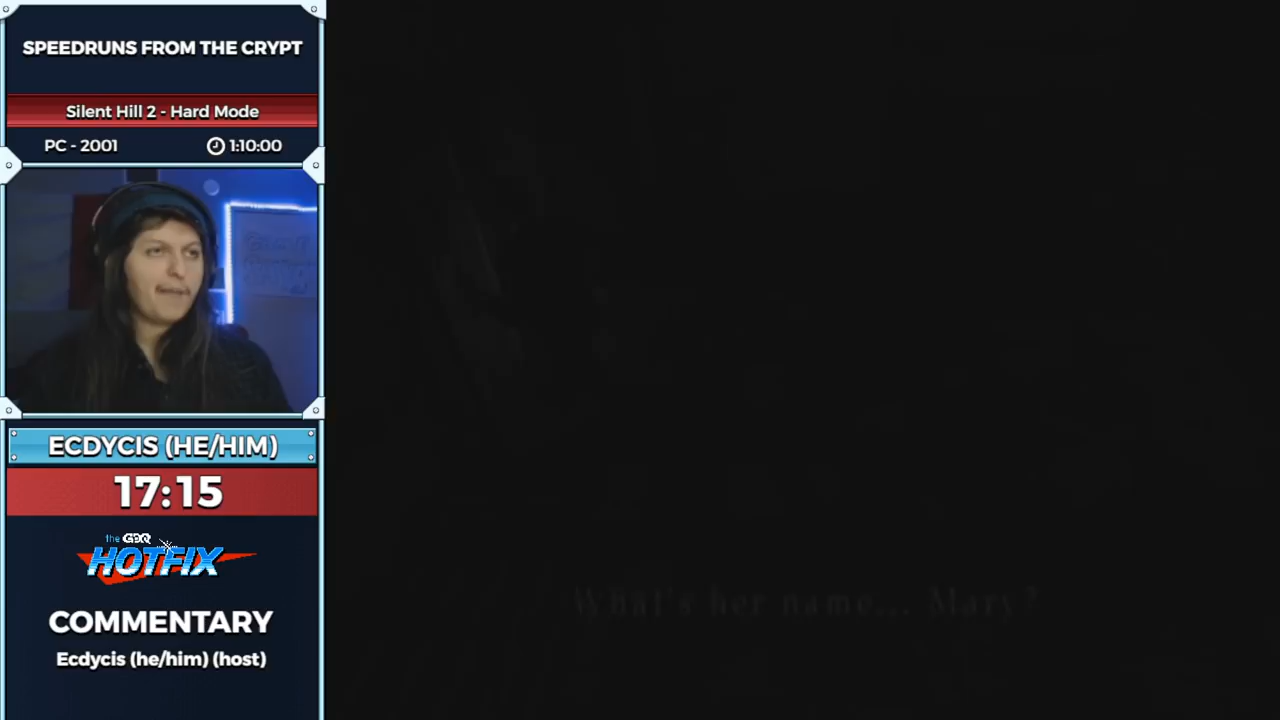 SPEEDRUNS FROM THE CRYPT
Silent Hill 2 - Hard Mode
PC - 2001 1:10:00
ECDYCIS (HE/HIM)
17:15
the GDQ
HOTFIX
COMMENTARY
Ecdycis (he/him) (host)
What's her name... Mary?